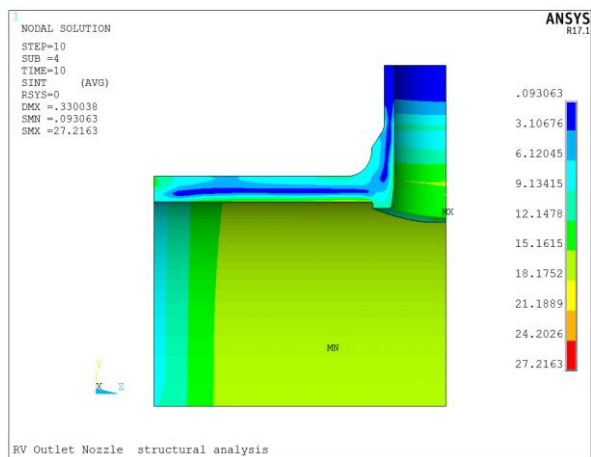 1
NODAL SOLUTION
STEP=10
SUB =4
TIME=10
SINT (AVG)
RSYS=0
DMX =.330038
SMN =.093063
SMX =27.2163
ANSYS
R17.1
.093063
3.10676
6.12045
9.13415
12.1478
15.1615
18.1752
21.1889
24.2026
27.2163
MX
MN
Y
X Z
RV Outlet Nozzle structural analysis